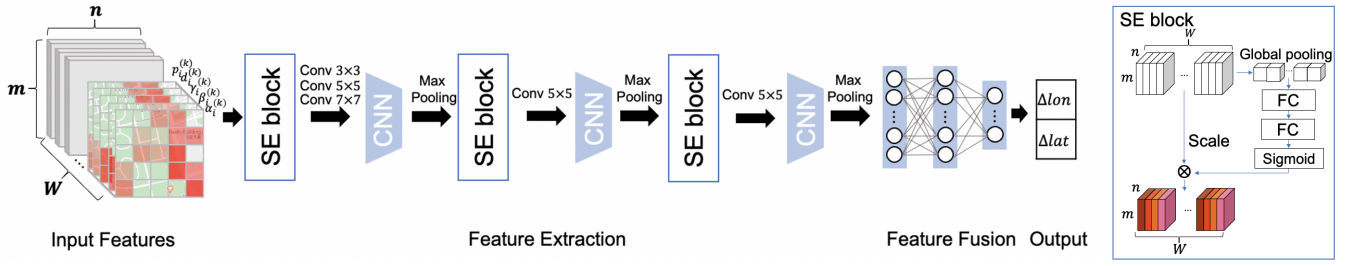 n
m
W
p_i^{(k)}
d_i^{(k)}
γ_i^{(k)}
β_i^{(k)}
α_i^{(k)}
...
SE block
Conv 3×3
Conv 5×5
Conv 7×7
CNN
Max
Pooling
SE block
Conv 5×5
CNN
Max
Pooling
SE block
Conv 5×5
CNN
Max
Pooling
Δlon
Δlat
Input Features
Feature Extraction
Feature Fusion
Output
SE block
W
n
m
...
Global pooling
...
FC
FC
Sigmoid
Scale
n
m
...
W